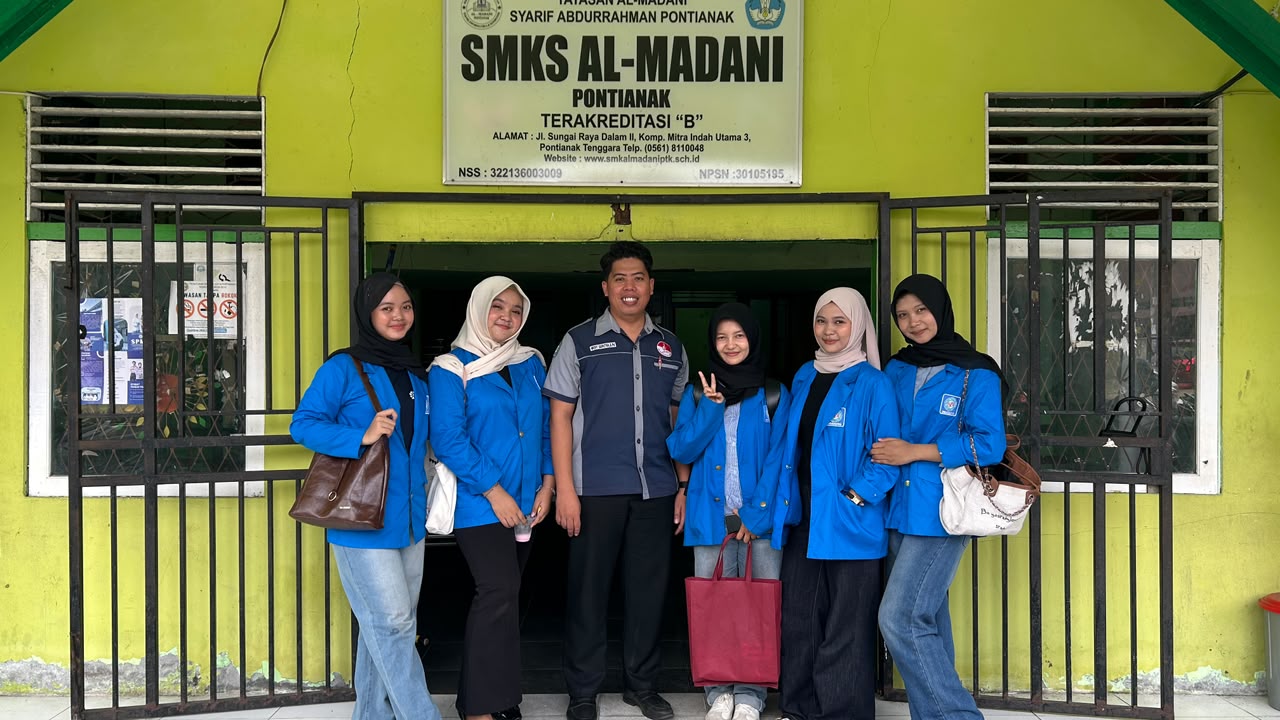 YAYASAN AL-MADANI
SYARIF ABDURRAHMAN PONTIANAK
SMKS AL-MADANI
PONTIANAK
TERAKREDITASI "B"
ALAMAT : Jl. Sungai Raya Dalam II, Komp. Mitra Indah Utama 3,
Pontianak Tenggara Telp. (0561) 8110048
Website : www.smkalmadaniptk.sch.id
NSS : 322136003009
NPSN :30105195